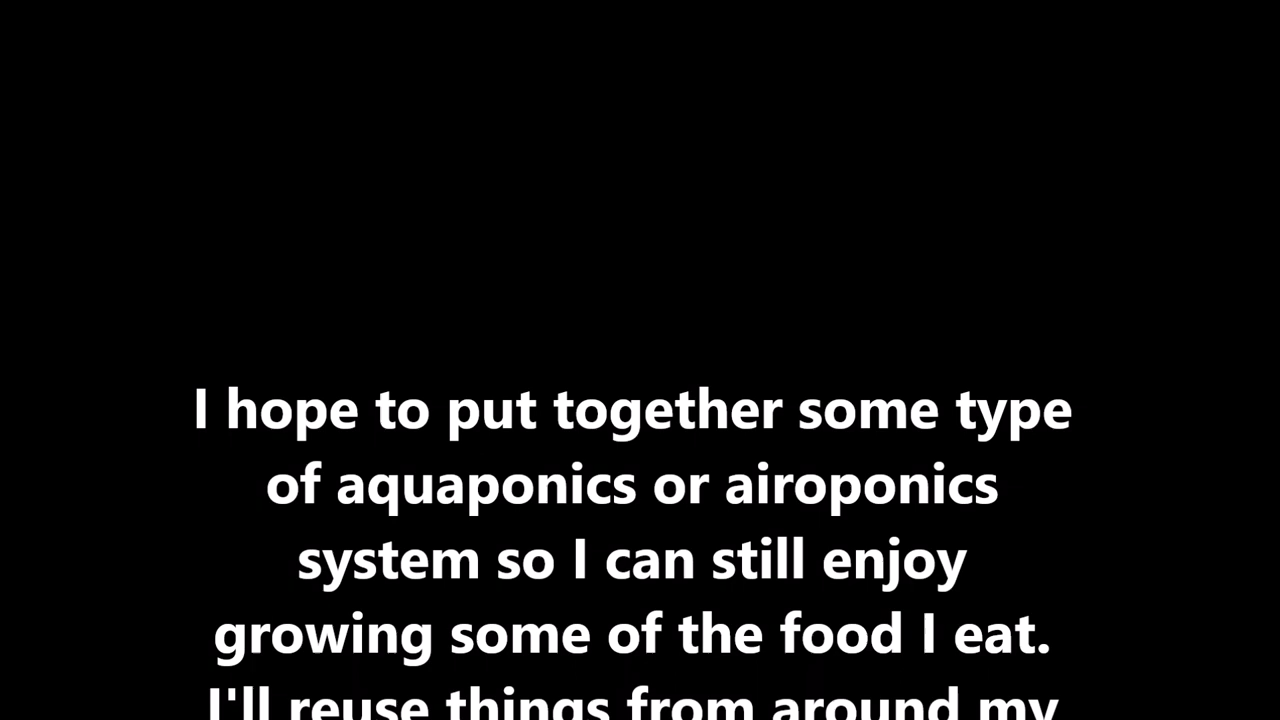 I hope to put together some type
of aquaponics or airoponics
system so I can still enjoy
growing some of the food I eat.
I'll reuse things from around my